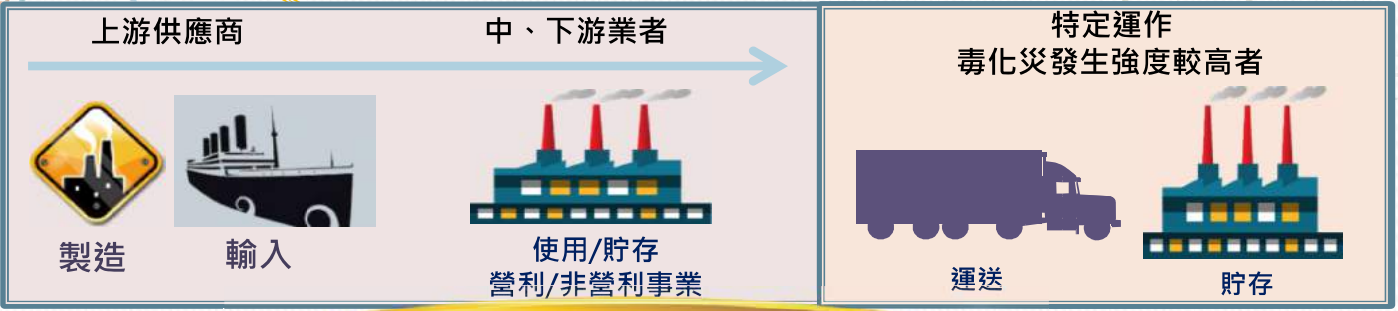 上游供應商
中、下游業者
製造
輸入
使用/貯存
營利/非營利事業
特定運作
毒化災發生強度較高者
運送
貯存